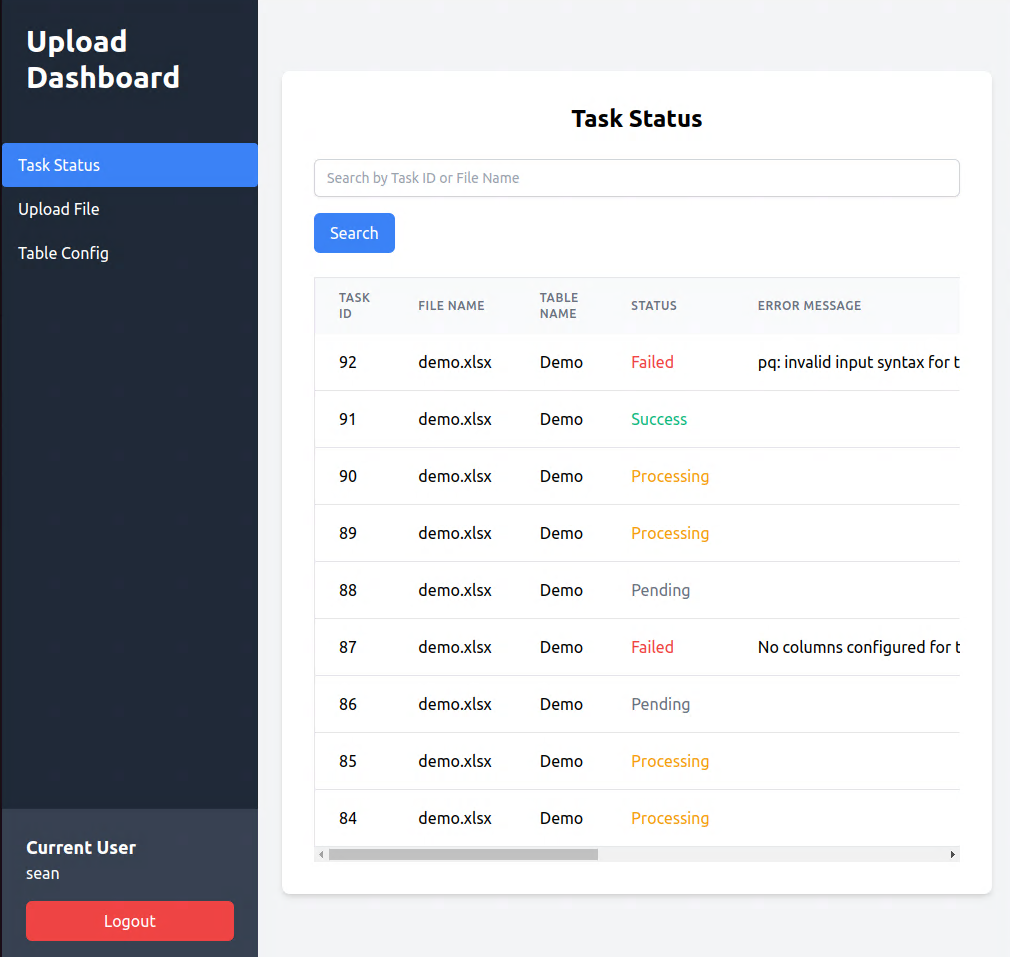 Upload
Dashboard
Task Status
Upload File
Table Config
Current User
sean
Logout
Task Status
Search by Task ID or File Name
Search
TASK ID FILE NAME TABLE NAME STATUS ERROR MESSAGE
92 demo.xlsx Demo Failed pq: invalid input syntax for t
91 demo.xlsx Demo Success
90 demo.xlsx Demo Processing
89 demo.xlsx Demo Processing
88 demo.xlsx Demo Pending
87 demo.xlsx Demo Failed No columns configured for t
86 demo.xlsx Demo Pending
85 demo.xlsx Demo Processing
84 demo.xlsx Demo Processing